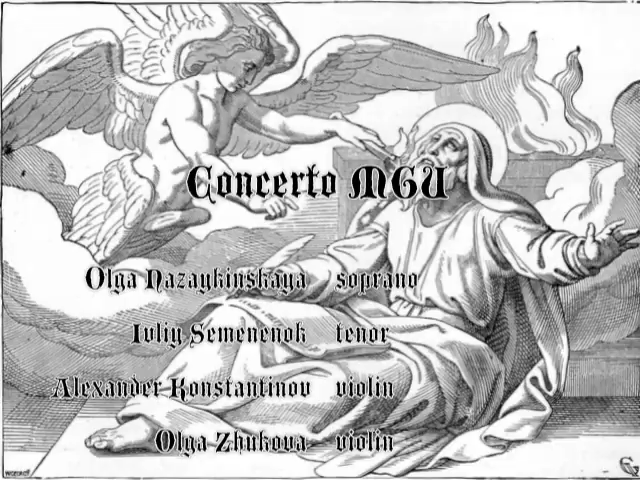 Concerto MGU
Olga Nazaykinskaya soprano
Ivliy Semenenok tenor
Alexander Konstantinov violin
Olga Zhukova violin